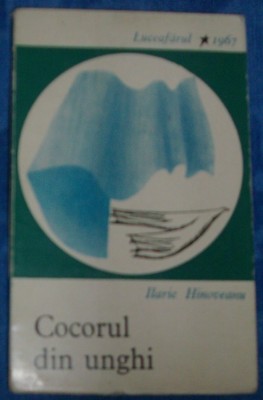 Luceafărul ★ 1967
Ilarie Hinoveanu
Cocorul
din unghi